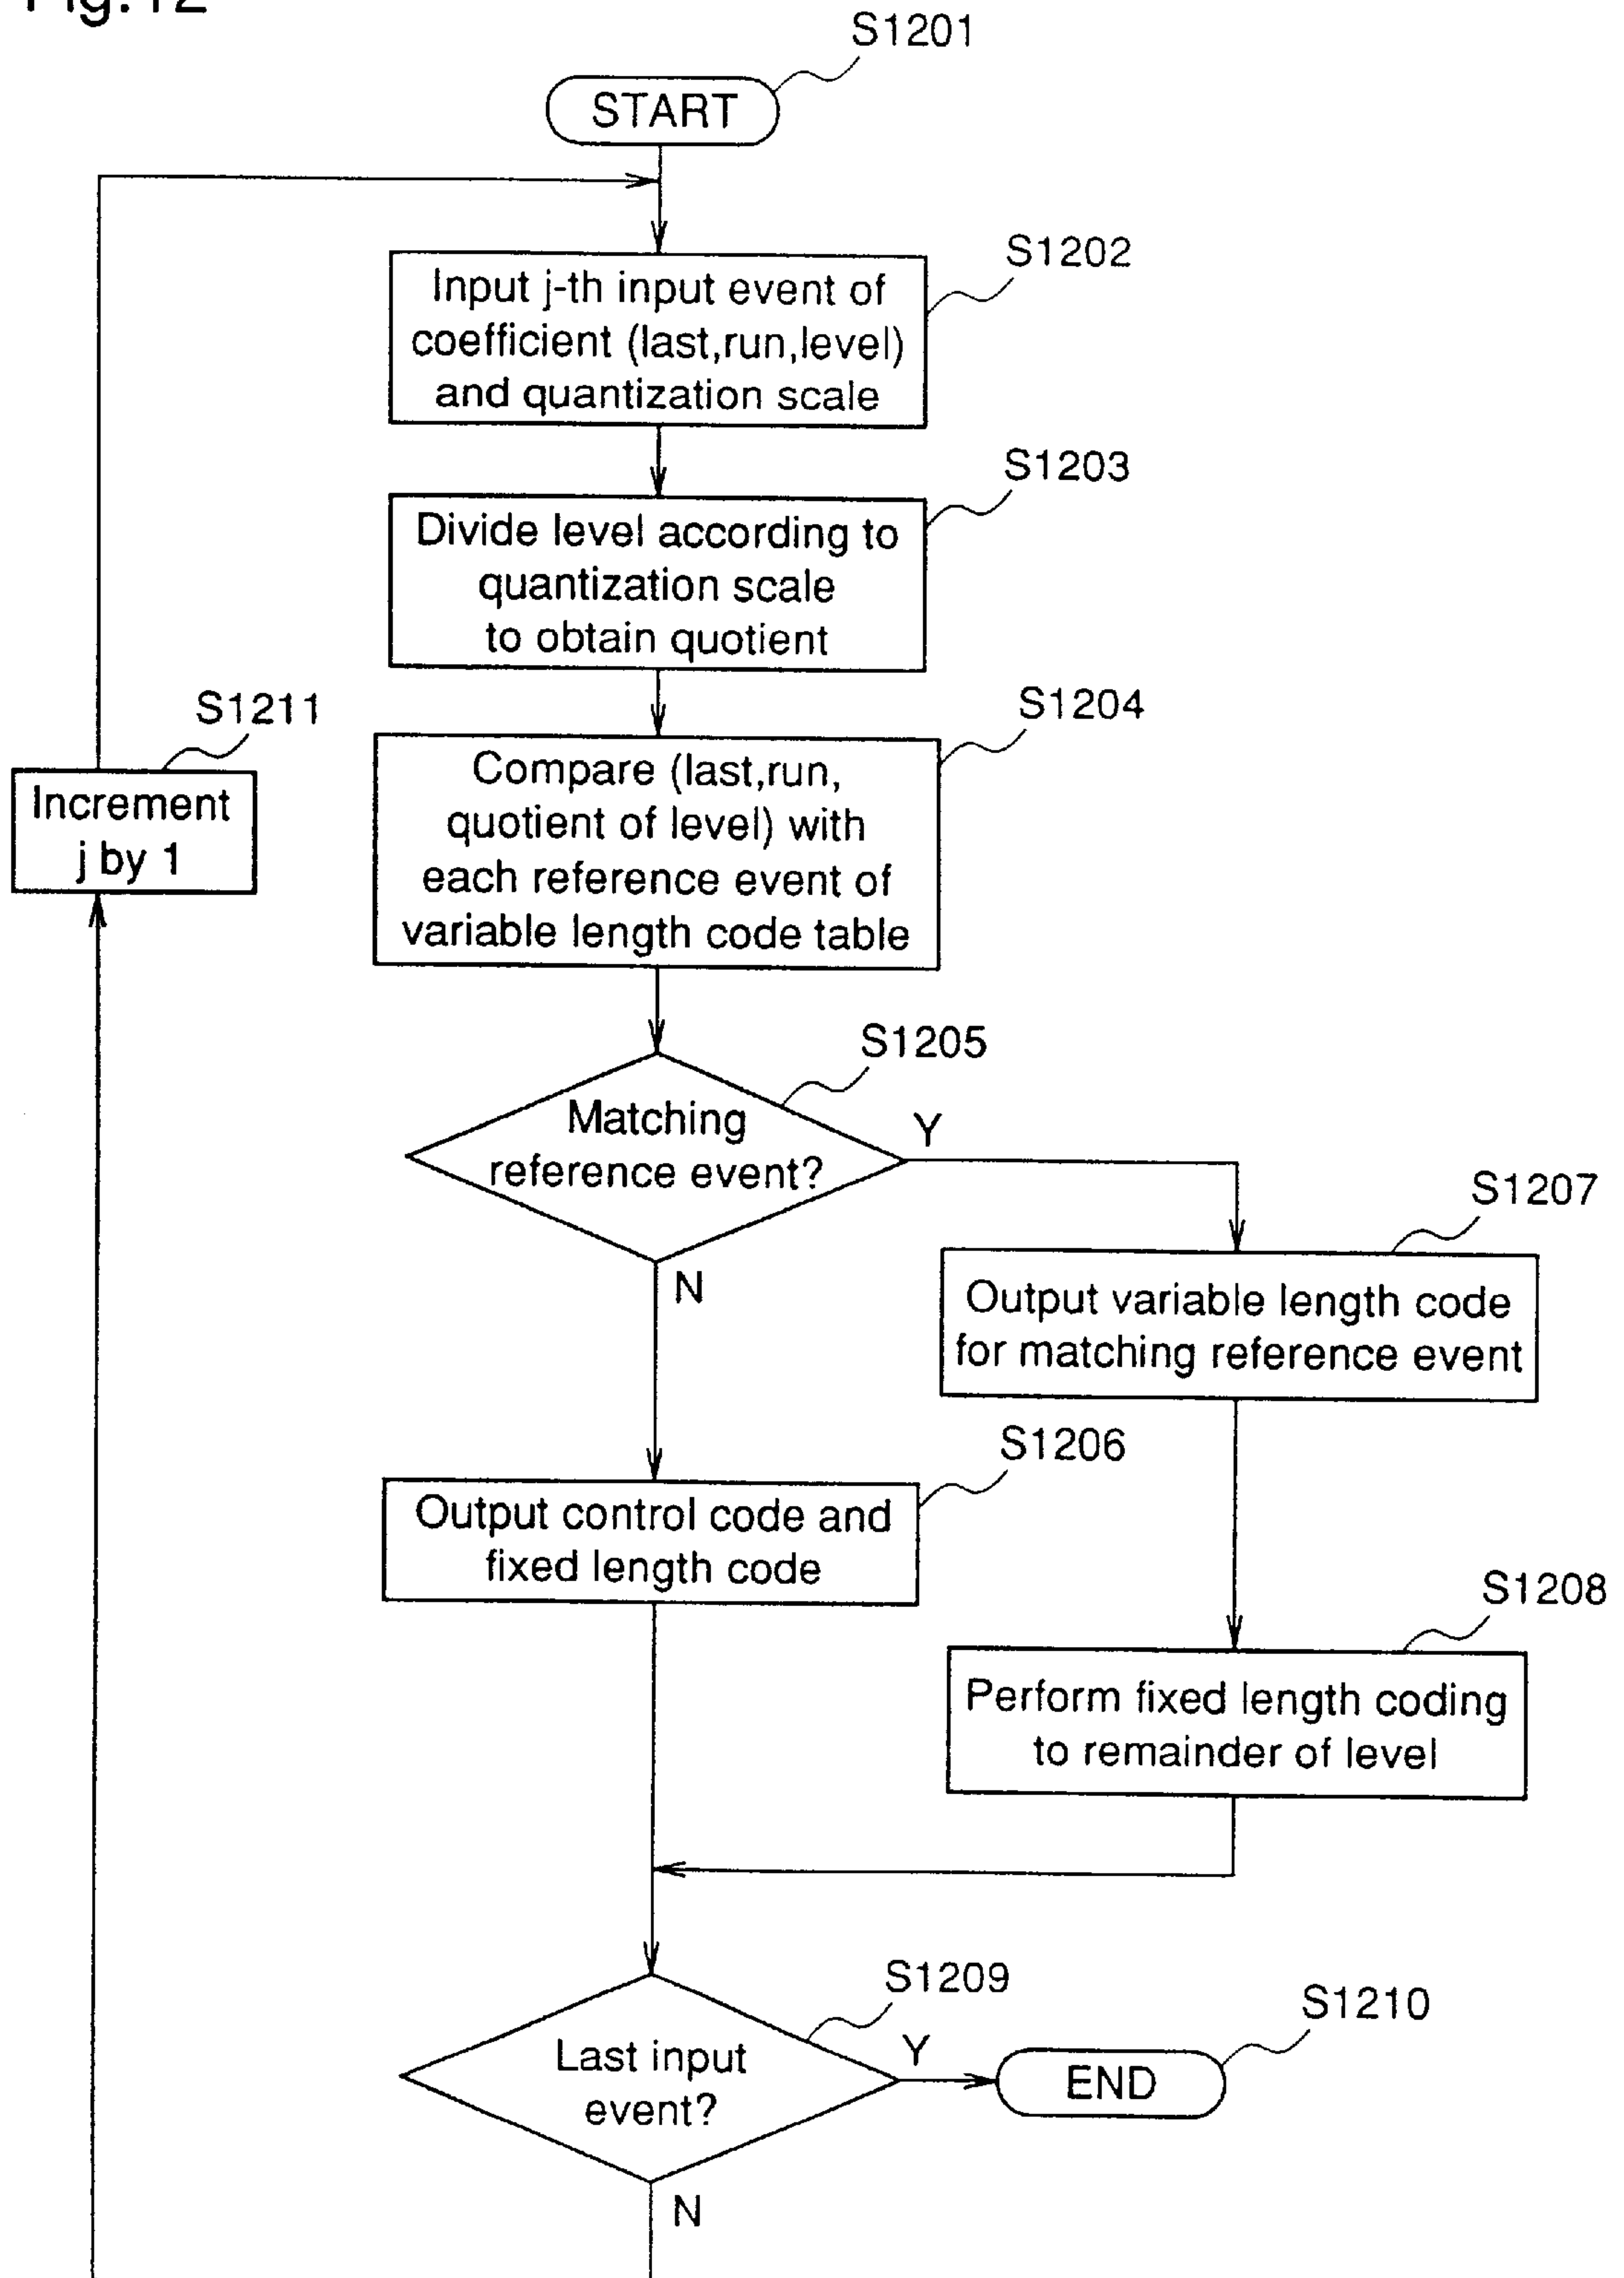 Fig.12
S1201
START
S1202
Input j-th input event of
coefficient (last,run,level)
and quantization scale
S1203
Divide level according to
quantization scale
to obtain quotient
S1211
Increment
j by 1
S1204
Compare (last,run,
quotient of level) with
each reference event of
variable length code table
S1205
Matching
reference event?
Y
N
S1207
Output variable length code
for matching reference event
S1206
Output control code and
fixed length code
S1208
Perform fixed length coding
to remainder of level
S1209
Last input
event?
Y
S1210
END
N